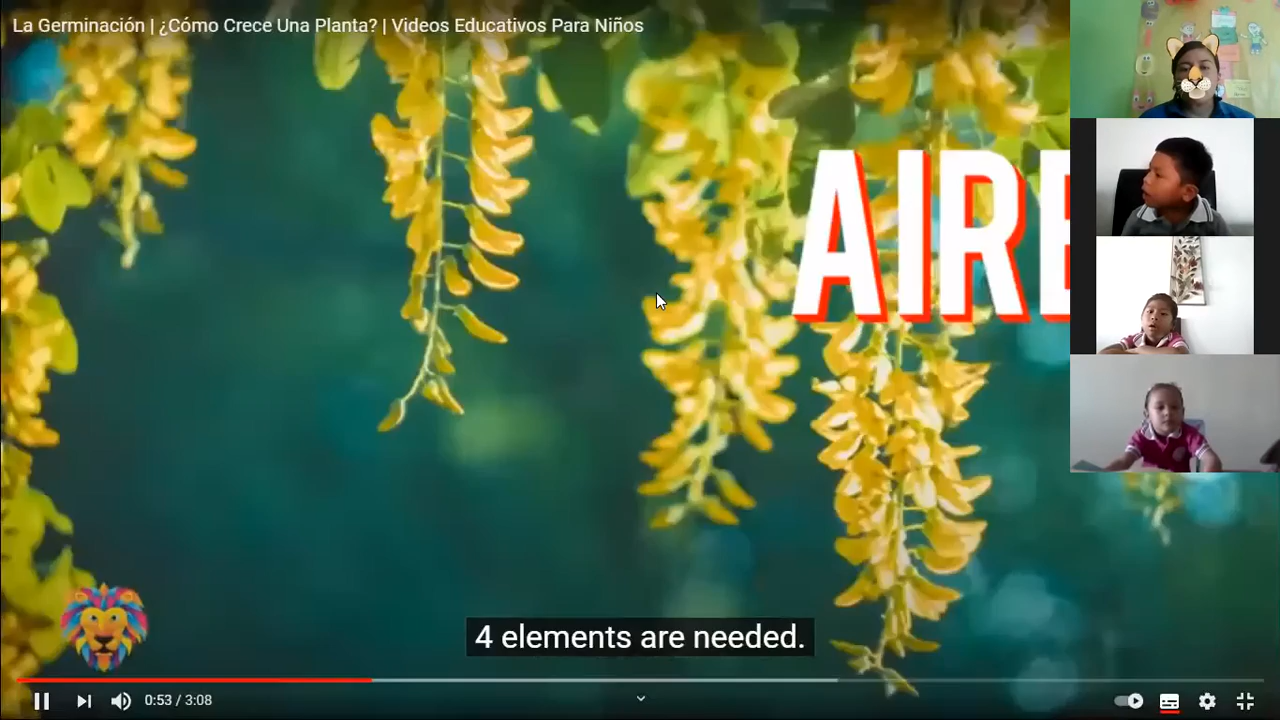 La Germinación | ¿Cómo Crece Una Planta? | Videos Educativos Para Niños
AIRE
4 elements are needed.
0:53 / 3:08